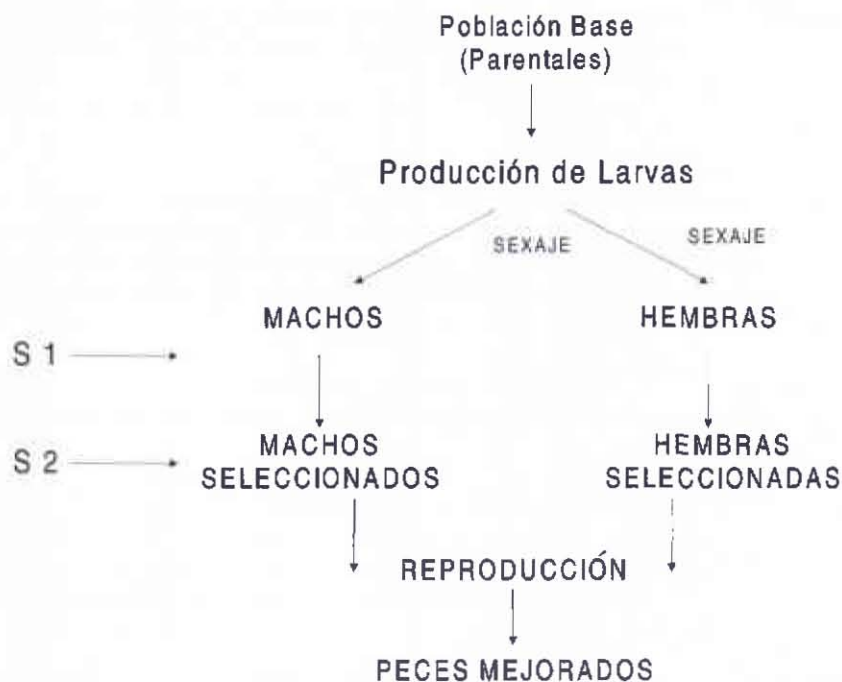 Población Base
(Parentales)
Producción de Larvas
SEXAJE
SEXAJE
MACHOS
HEMBRAS
S 1
MACHOS
SELECCIONADOS
HEMBRAS
SELECCIONADAS
S 2
REPRODUCCIÓN
PECES MEJORADOS